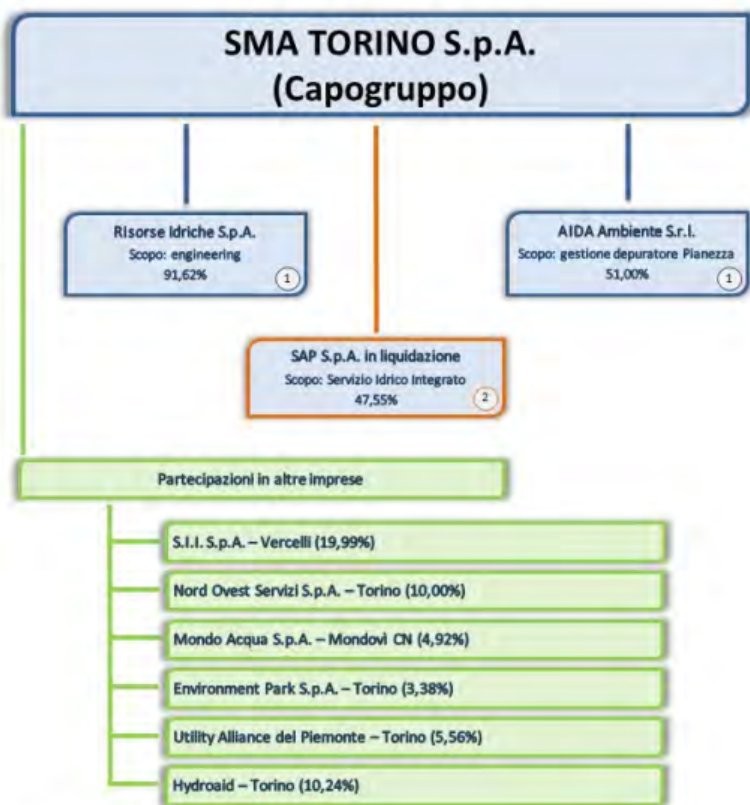 SMA TORINO S.p.A.
(Capogruppo)
Risorse Idriche S.p.A.
Scopo: engineering
91,62%
1
AIDA Ambiente S.r.l.
Scopo: gestione depuratore Pianezza
51,00%
1
SAP S.p.A. in liquidazione
Scopo: Servizio Idrico Integrato
47,55%
2
Partecipazioni in altre imprese
S.I.I. S.p.A. – Vercelli (19,99%)
Nord Ovest Servizi S.p.A. – Torino (10,00%)
Mondo Acqua S.p.A. – Mondovì CN (4,92%)
Environment Park S.p.A. – Torino (3,38%)
Utility Alliance del Piemonte – Torino (5,56%)
Hydroaid – Torino (10,24%)